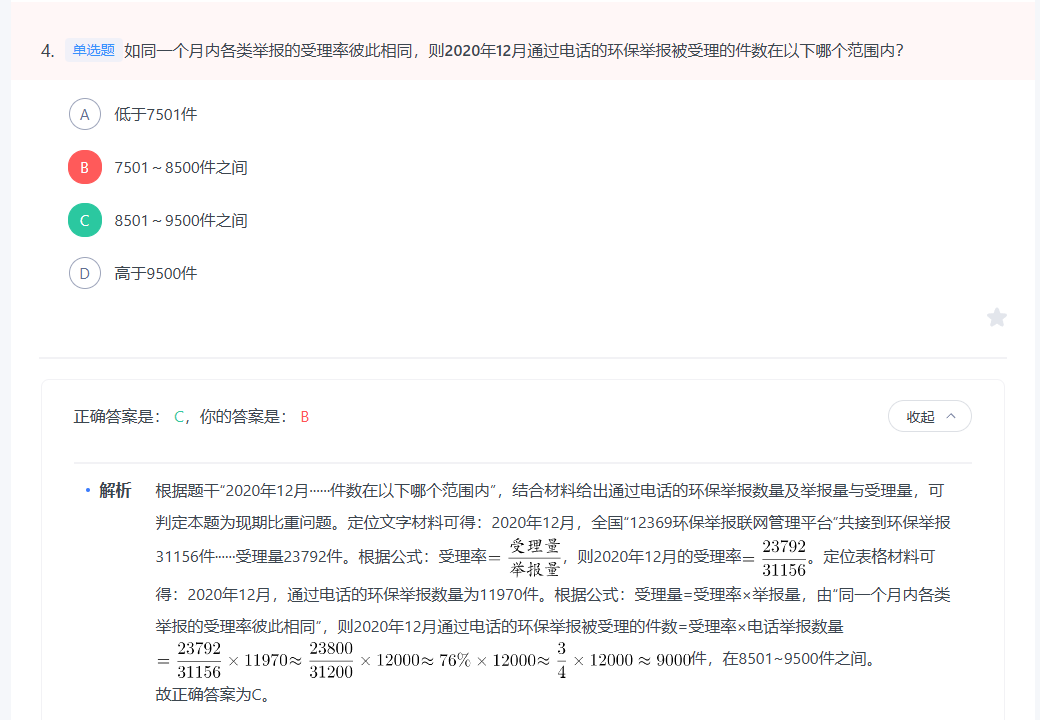 4. 单选题 如同一个月内各类举报的受理率彼此相同，则2020年12月通过电话的环保举报被受理的件数在以下哪个范围内？
A 低于7501件
B 7501～8500件之间
C 8501～9500件之间
D 高于9500件
正确答案是： C，你的答案是： B 收起
· 解析 根据题干“2020年12月……件数在以下哪个范围内”，结合材料给出通过电话的环保举报数量及举报量与受理量，可
判定本题为现期比重问题。定位文字材料可得：2020年12月，全国“12369环保举报联网管理平台”共接到环保举报
31156件……受理量23792件。根据公式：受理率=受理量/举报量，则2020年12月的受理率=23792/31156。定位表格材料可
得：2020年12月，通过电话的环保举报数量为11970件。根据公式：受理量=受理率×举报量，由“同一个月内各类
举报的受理率彼此相同”，则2020年12月通过电话的环保举报被受理的件数=受理率×电话举报数量
=23792/31156×11970≈23800/31200×12000≈76%×12000≈3/4×12000≈9000件，在8501~9500件之间。
故正确答案为C。